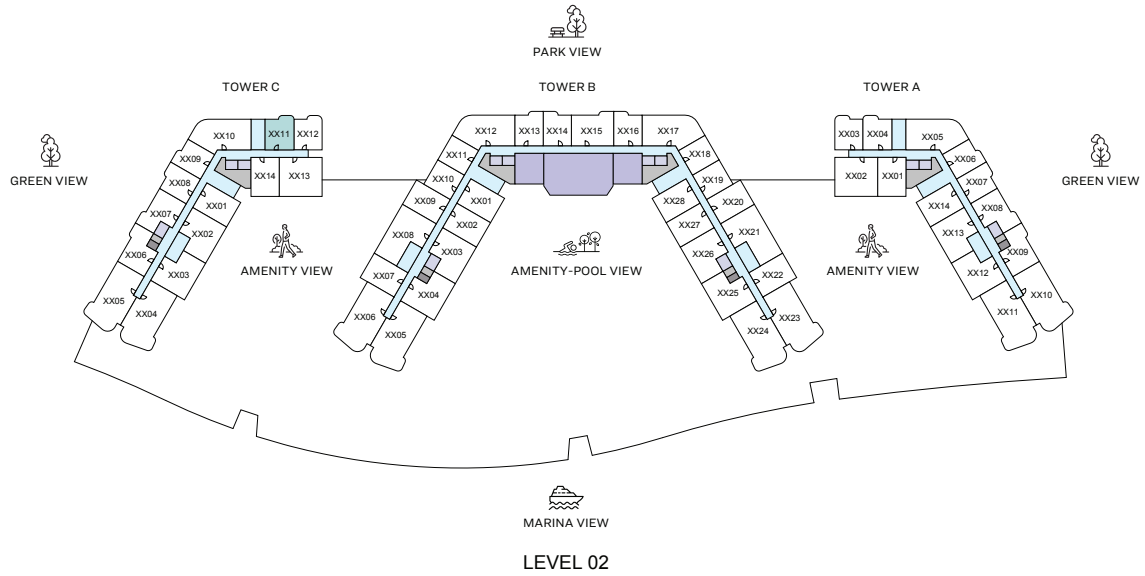 PARK VIEW
TOWER C
TOWER B
TOWER A
GREEN VIEW
XX10
XX11
XX12
XX09
XX08
XX14
XX13
XX07
XX01
XX06
XX02
XX05
XX03
XX04
AMENITY VIEW
XX12
XX13
XX14
XX15
XX16
XX17
XX11
XX18
XX10
XX19
XX09
XX01
XX28
XX20
XX08
XX02
XX27
XX21
XX07
XX03
XX26
XX22
XX06
XX04
XX25
XX23
XX05
XX24
AMENITY-POOL VIEW
XX03
XX04
XX05
XX02
XX01
XX06
XX07
XX14
XX08
XX13
XX09
XX12
XX10
XX11
AMENITY VIEW
GREEN VIEW
MARINA VIEW
LEVEL 02